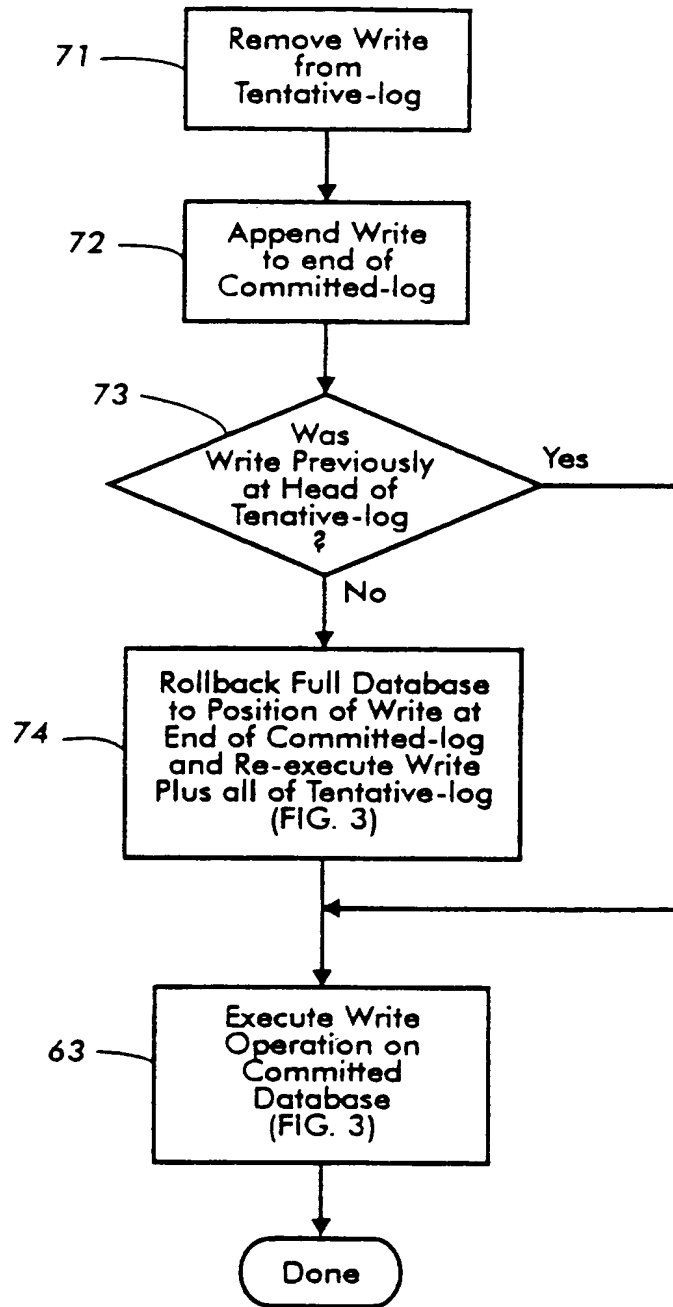 71
Remove Write
from
Tentative-log
72
Append Write
to end of
Committed-log
73
Was
Write Previously
at Head of
Tenative-log
?
Yes
No
74
Rollback Full Database
to Position of Write at
End of Committed-log
and Re-execute Write
Plus all of Tentative-log
(FIG. 3)
63
Execute Write
Operation on
Committed
Database
(FIG. 3)
Done